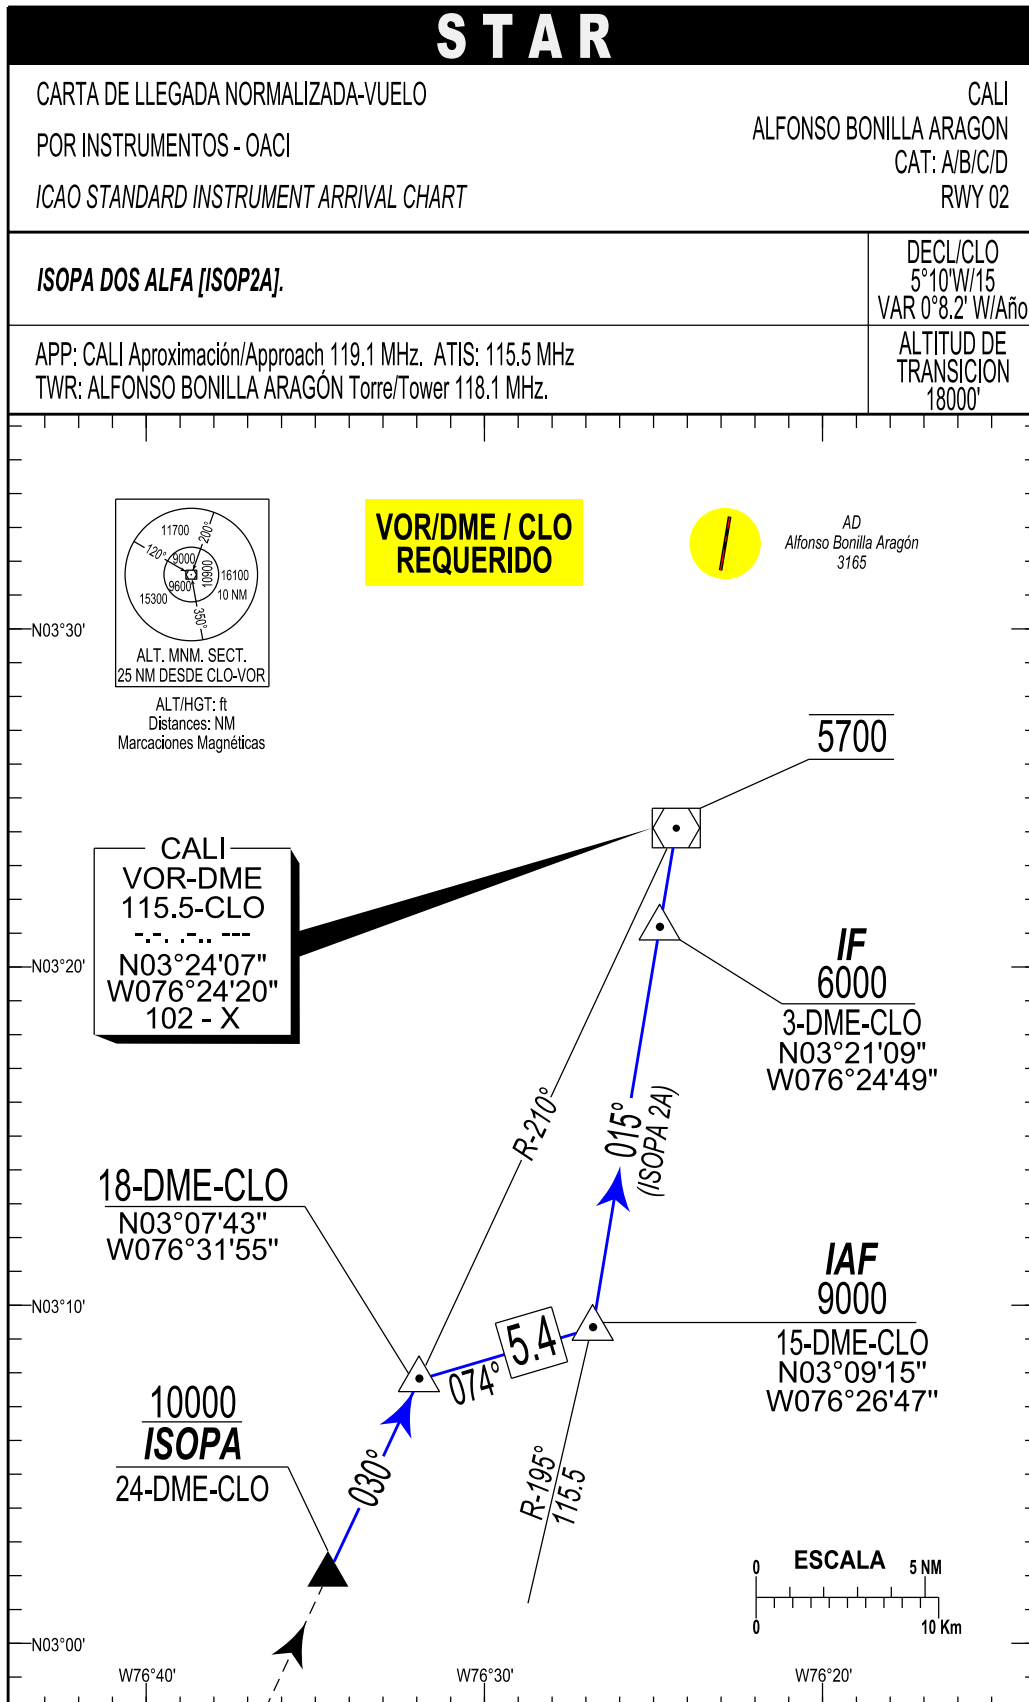 STAR
CARTA DE LLEGADA NORMALIZADA-VUELO
POR INSTRUMENTOS - OACI
ICAO STANDARD INSTRUMENT ARRIVAL CHART
CALI
ALFONSO BONILLA ARAGON
CAT: A/B/C/D
RWY 02
ISOPA DOS ALFA [ISOP2A].
DECL/CLO
5°10'W/15
VAR 0°8.2' W/Año
APP: CALI Aproximación/Approach 119.1 MHz. ATIS: 115.5 MHz
TWR: ALFONSO BONILLA ARAGÓN Torre/Tower 118.1 MHz.
ALTITUD DE
TRANSICION
18000'
11700
200°
120°
9000
10900
16100
9600
15300
10 NM
350°
ALT. MNM. SECT.
25 NM DESDE CLO-VOR
ALT/HGT: ft
Distances: NM
Marcaciones Magnéticas
VOR/DME / CLO
REQUERIDO
AD
Alfonso Bonilla Aragón
3165
N03°30'
5700
CALI
VOR-DME
115.5-CLO
-.-. .-.. ---
N03°24'07"
W076°24'20"
102 - X
N03°20'
IF
6000
3-DME-CLO
N03°21'09"
W076°24'49"
R-210°
015°
(ISOPA 2A)
18-DME-CLO
N03°07'43"
W076°31'55"
N03°10'
IAF
9000
15-DME-CLO
N03°09'15"
W076°26'47"
5.4
074°
10000
ISOPA
24-DME-CLO
030°
R-195°
115.5
0 ESCALA 5 NM
0 10 Km
N03°00'
W76°40'
W76°30'
W76°20'